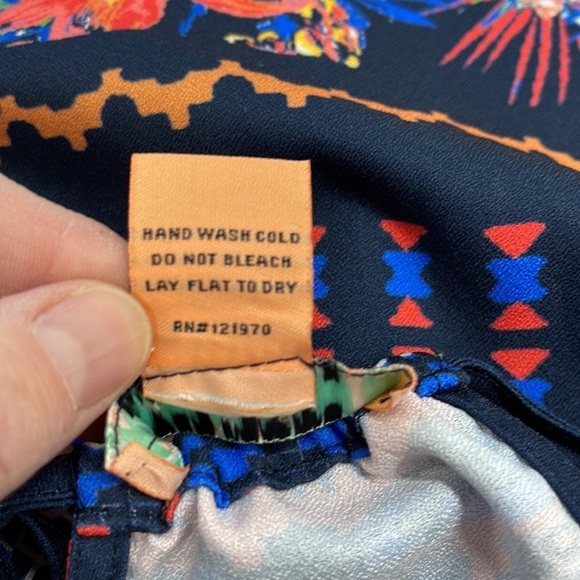 HAND WASH COLD
DO NOT BLEACH
LAY FLAT TO DRY
RN#121970